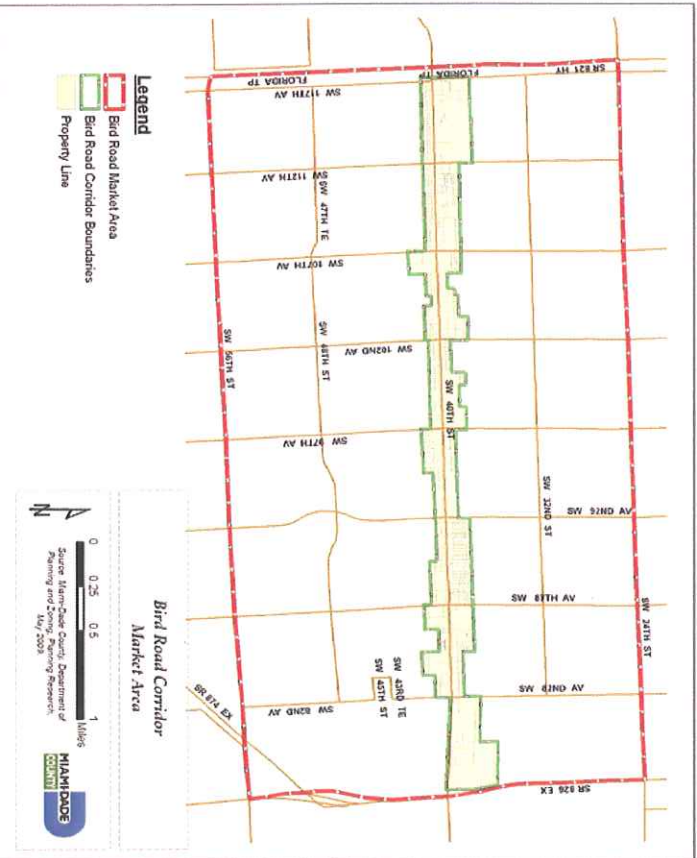 SR 821 HY
FLORIDA TP
FLORIDA TP
SW 117TH AV
SW 112TH AV
SW 47TH TE
SW 107TH AV
SW 102ND AV
SW 48TH ST
SW 56TH ST
SW 97TH AV
SW 40TH ST
SW 32ND ST
SW 92ND AV
SW 87TH AV
SW 24TH ST
SW 82ND AV
SW 43RD TE
SW 45TH ST
SW 82ND AV
SR 874 EX
SR 826 EX
Legend
Bird Road Market Area
Bird Road Corridor Boundaries
Property Line
Bird Road Corridor
Market Area
N
0 0.25 0.5 1
Miles
Source: Miami-Dade County, Department of
Planning and Zoning, Planning Research,
May 2009.
MIAMI-DADE
COUNTY